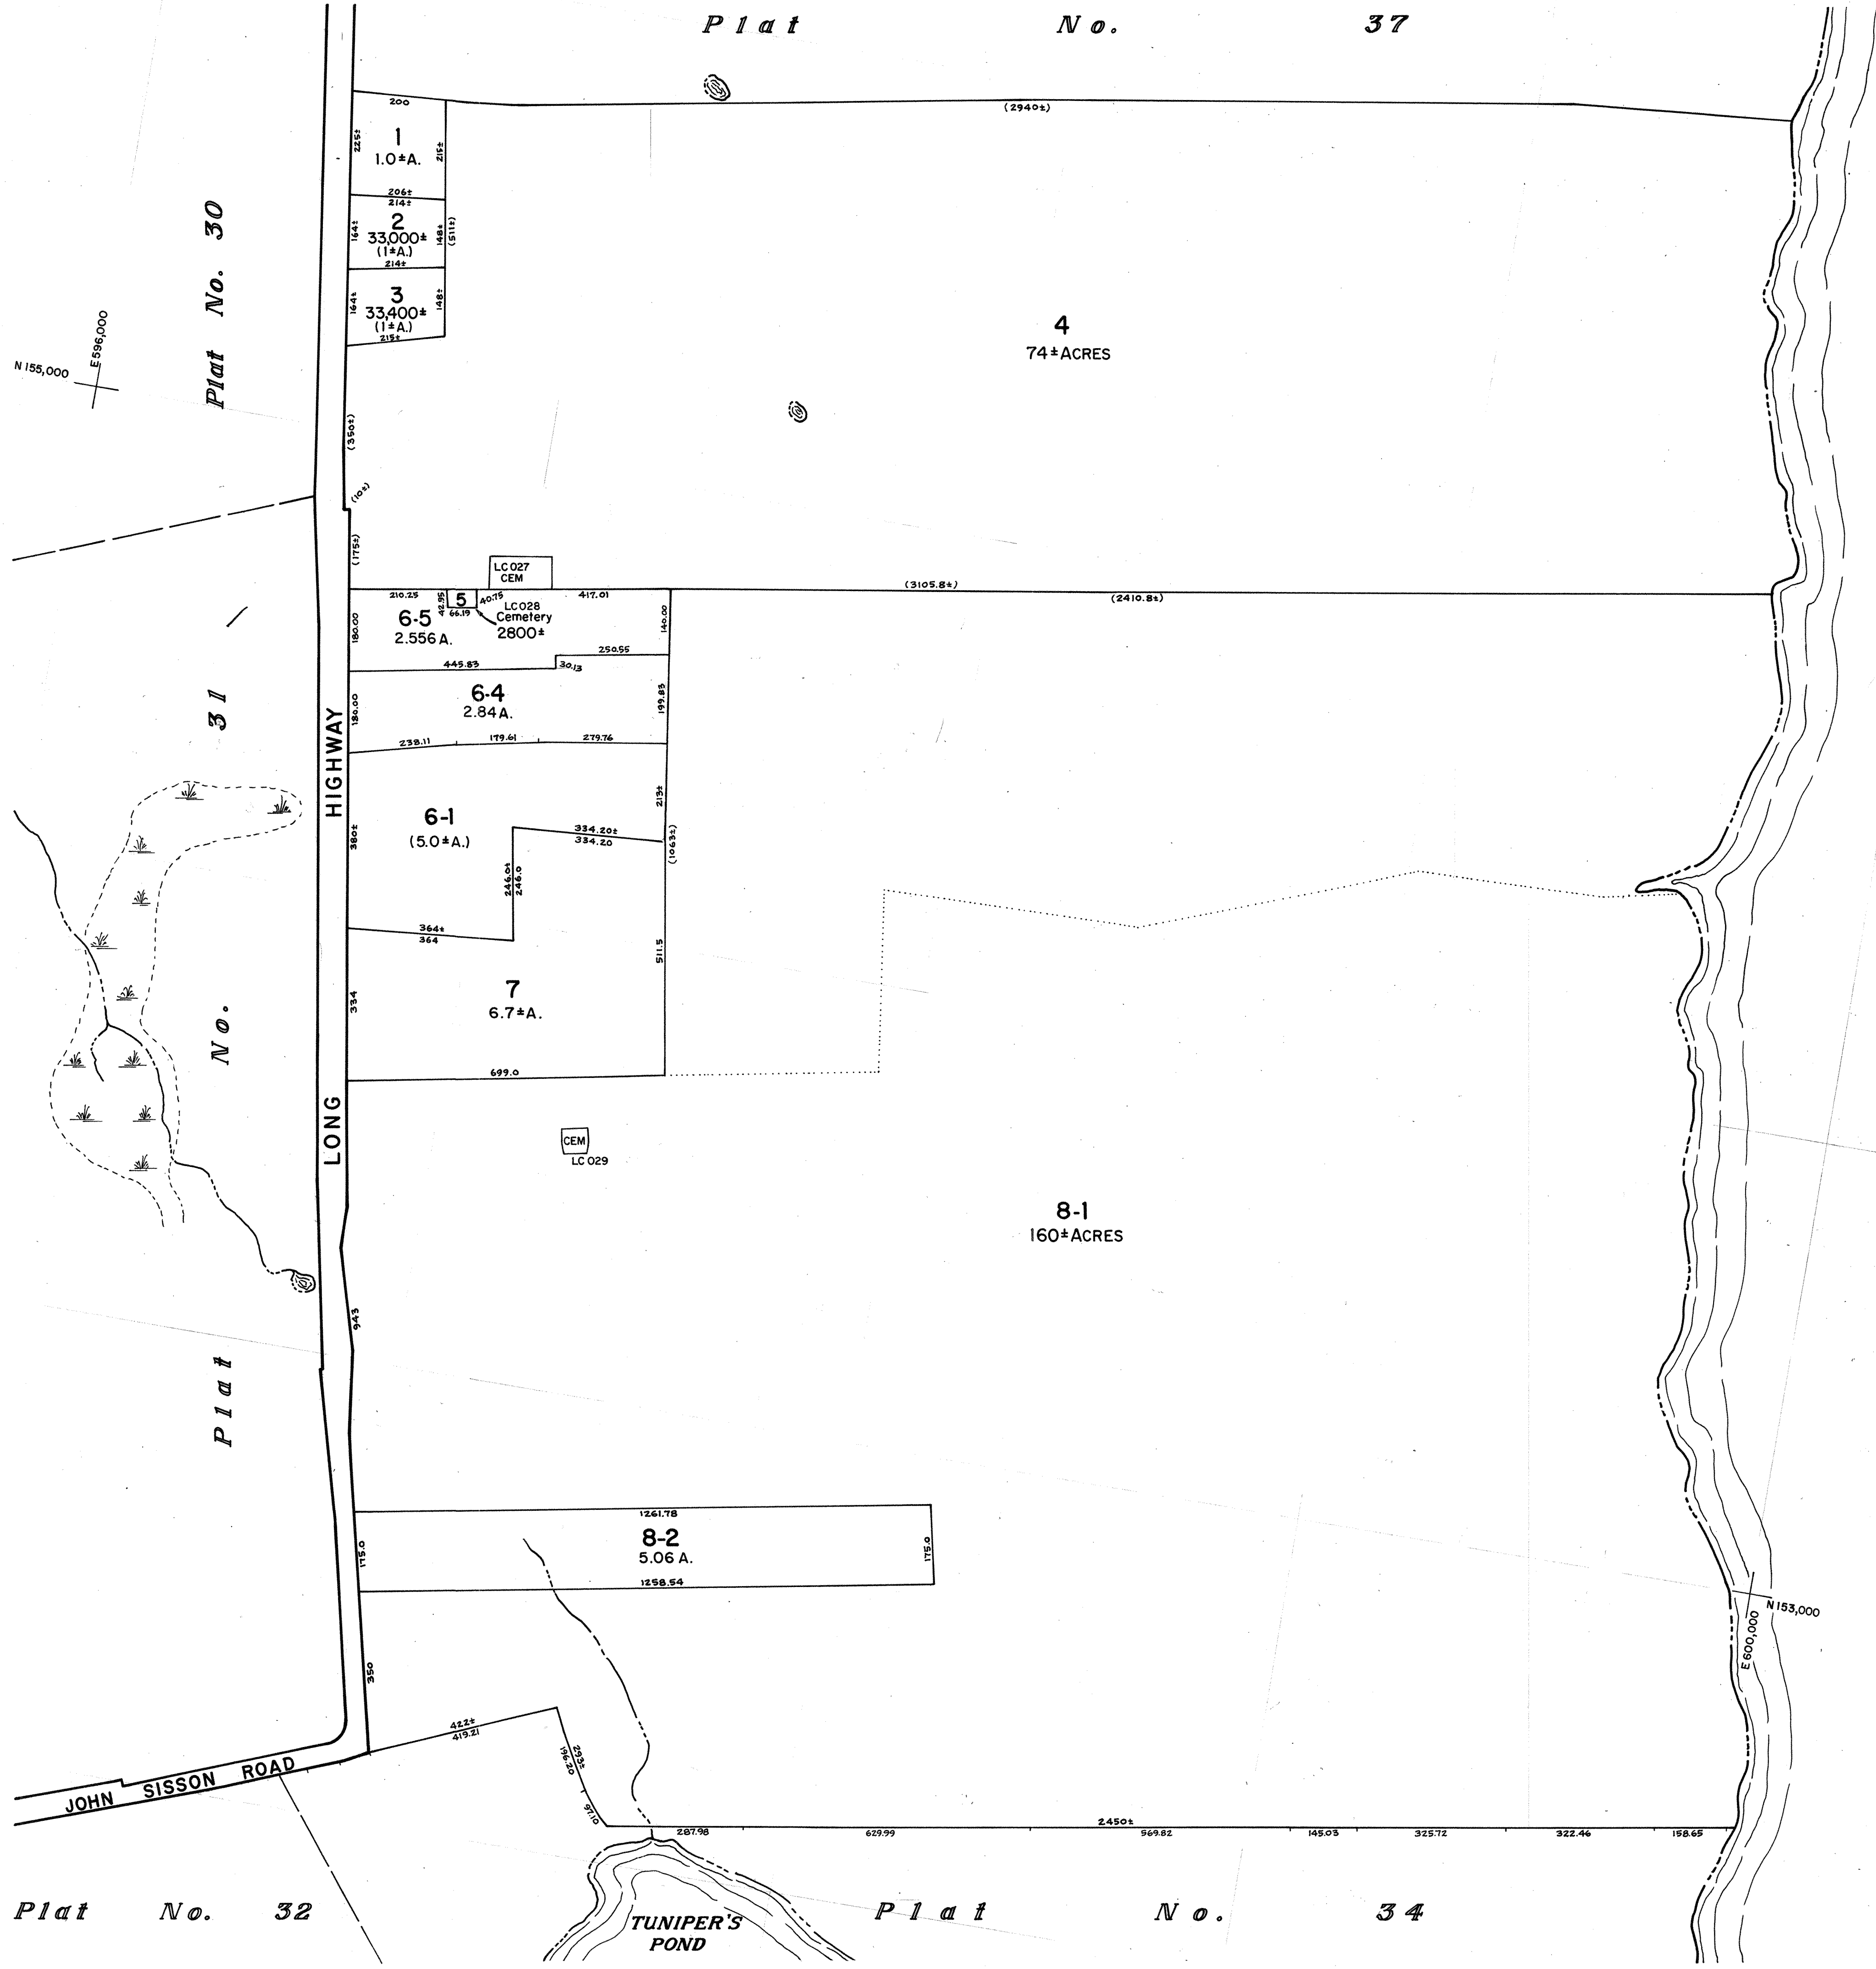 Plat No. 37
200
(2940±)
1
1.0±A.
225±
215±
206±
214±
2
33,000±
(1±A.)
164±
148±
(511±)
214±
3
33,400±
(1±A.)
164±
148±
215±
Plat No. 30
N 155,000
E 596,000
4
74± ACRES
(350±)
(10±)
(175±)
LC 027
CEM
(3105.8±)
(2410.8±)
210.25
42.95
5
40.75
66.19
417.01
LC 028
Cemetery
2800±
6-5
2.556 A.
180.00
140.00
250.55
445.83
30.13
6-4
2.84 A.
180.00
199.83
238.11
179.61
279.76
6-1
(5.0±A.)
380±
213±
(1063±)
334.20±
334.20
246.0±
246.0
364±
364
7
6.7±A.
334
511.5
699.0
LONG HIGHWAY
Plat No. 31
CEM
LC 029
8-1
160± ACRES
943
1261.78
8-2
5.06 A.
175.0
175.0
1258.54
N 153,000
E 600,000
350
422±
419.21
293±
196.20
97.10
JOHN SISSON ROAD
2450±
287.98
629.99
569.82
145.03
325.72
322.46
158.65
Plat No. 32
TUNIPER'S
POND
Plat No. 34